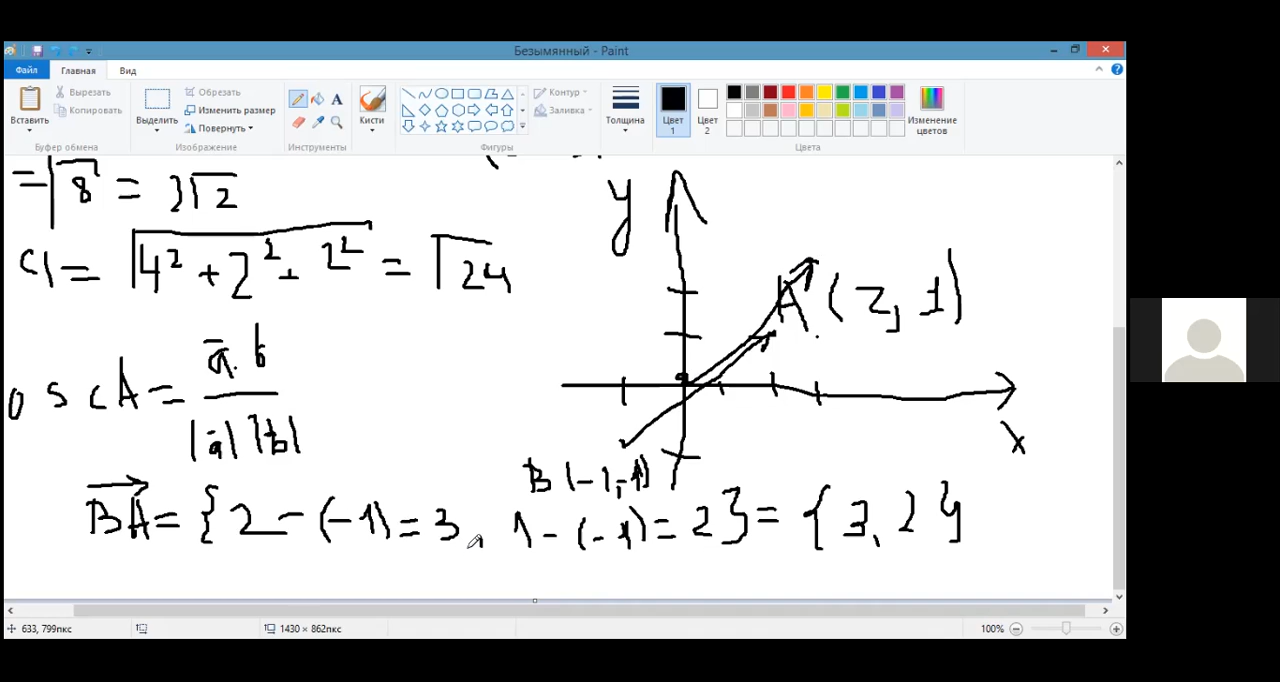 Безымянный - Paint
Файл Главная Вид
Вставить
Вырезать
Копировать
Буфер обмена
Выделить
Обрезать
Изменить размер
Повернуть
Изображение
Инструменты
Кисти
Контур
Заливка
Фигуры
Толщина
Цвет 1
Цвет 2
Изменение цветов
Цвета
=√8 = 2√2
= √4² + 2² + 2² = √24
y
A (2, 1)
x
B (-1, -1)
os A = a̅ · b / |a̅| |b|
BA = {2 - (-1) = 3, 1 - (-1) = 2} = {3, 2}
633, 799пкс
1430 × 862пкс
100%